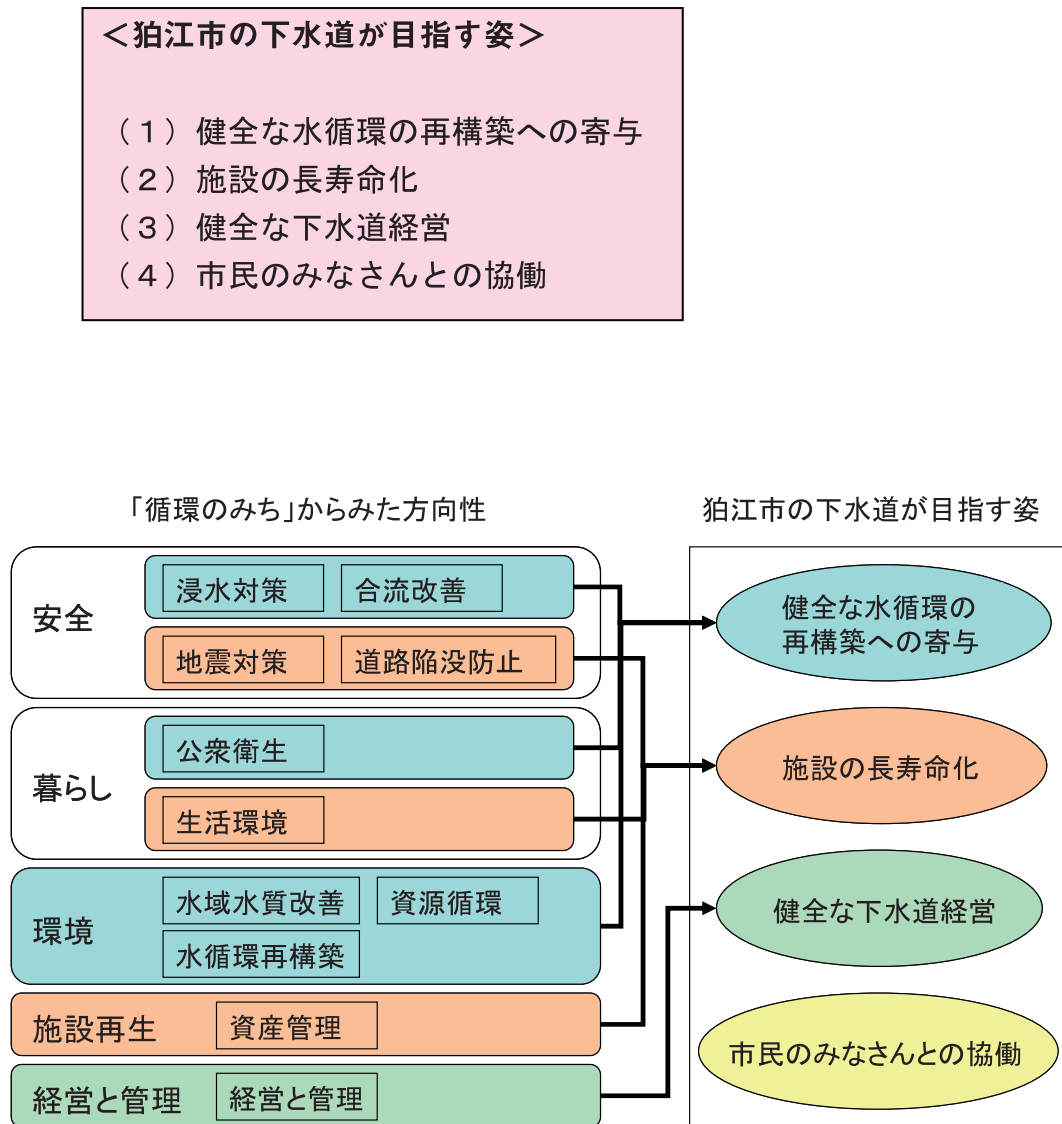 ＜狛江市の下水道が目指す姿＞
（１）健全な水循環の再構築への寄与
（２）施設の長寿命化
（３）健全な下水道経営
（４）市民のみなさんとの協働
「循環のみち」からみた方向性
狛江市の下水道が目指す姿
安全
浸水対策
合流改善
地震対策
道路陥没防止
暮らし
公衆衛生
生活環境
環境
水域水質改善
資源循環
水循環再構築
施設再生
資産管理
経営と管理
経営と管理
健全な水循環の
再構築への寄与
施設の長寿命化
健全な下水道経営
市民のみなさんとの協働